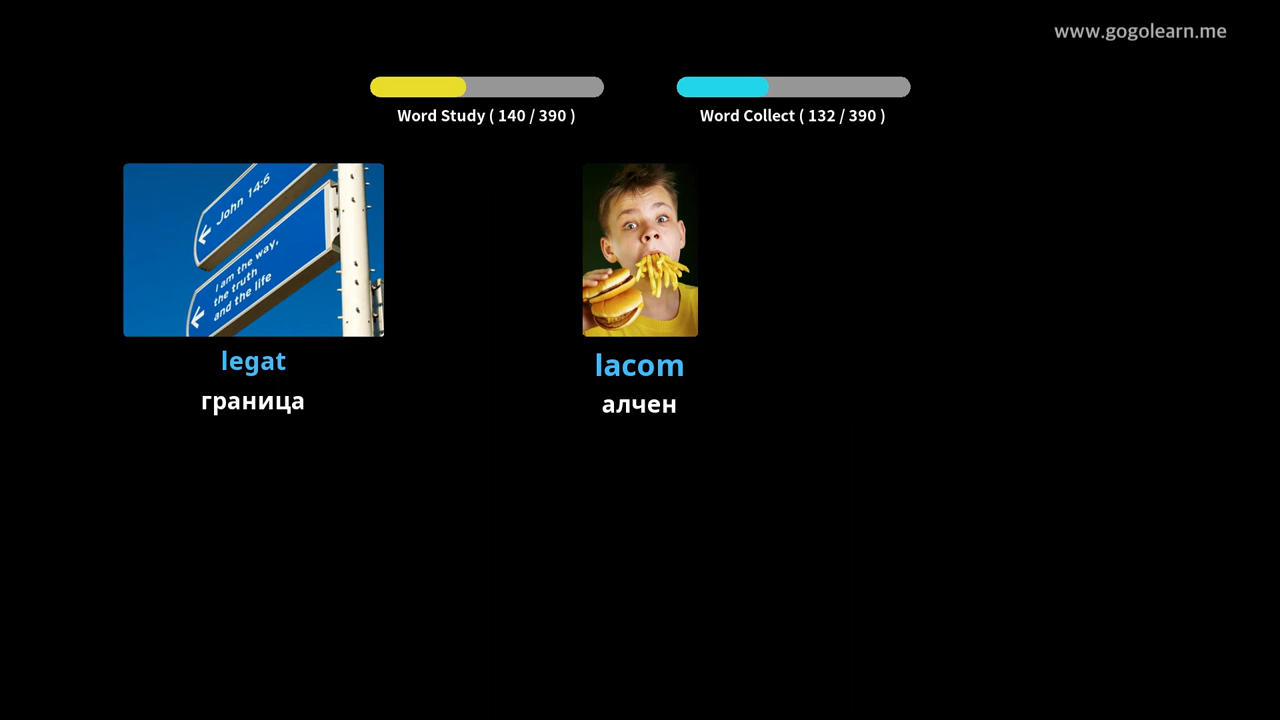 www.gogolearn.me
Word Study ( 140 / 390 )
Word Collect ( 132 / 390 )
John 14:6
I am the way,
the truth
and the life
legat
граница
lacom
алчен